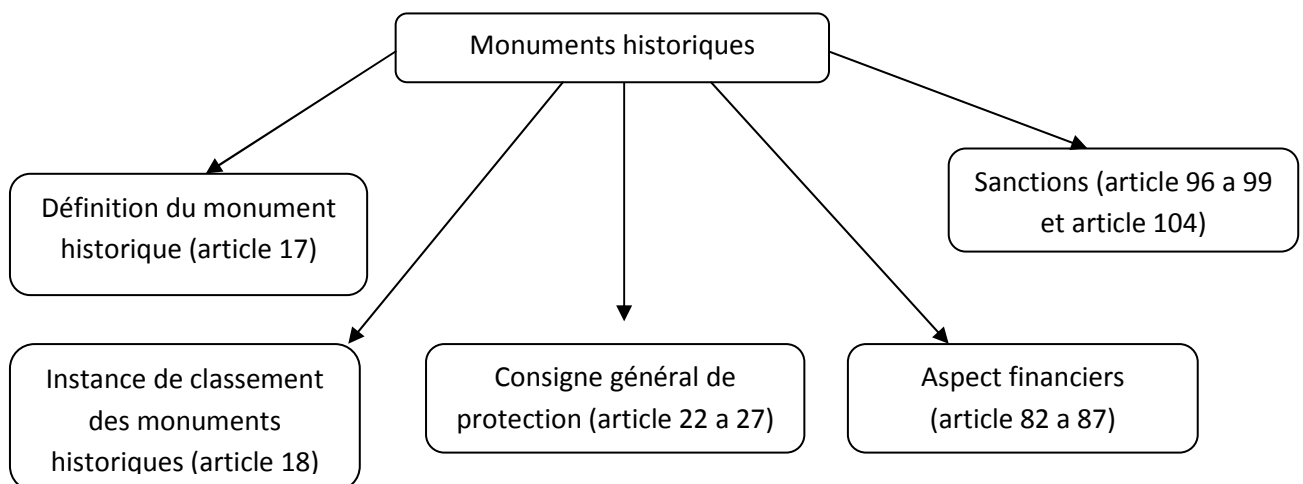 Monuments historiques
Définition du monument
historique (article 17)
Sanctions (article 96 a 99
et article 104)
Instance de classement
des monuments
historiques (article 18)
Consigne général de
protection (article 22 a 27)
Aspect financiers
(article 82 a 87)